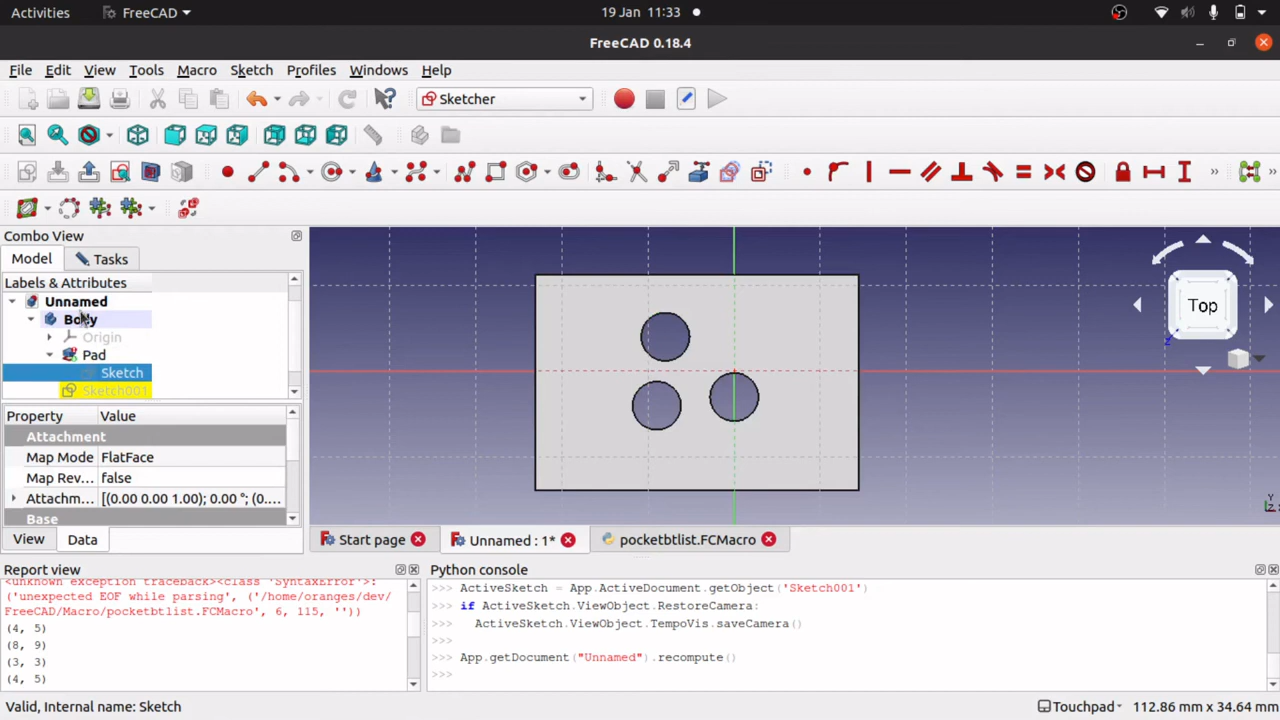 Activities
FreeCAD
19 Jan 11:33
FreeCAD 0.18.4
File Edit View Tools Macro Sketch Profiles Windows Help
Sketcher
Combo View
Model Tasks
Labels & Attributes
Unnamed
Body
Origin
Pad
Sketch
Sketch001
Property Value
Attachment
Map Mode FlatFace
Map Rev... false
Attachm... [(0.00 0.00 1.00); 0.00 °; (0....
Base
View Data
Top
Y
Z
Start page Unnamed : 1* pocketbtlist.FCMacro
Report view
<unknown exception traceback><class 'SyntaxError'>:
('unexpected EOF while parsing', ('/home/oranges/dev/
FreeCAD/Macro/pocketbtlist.FCMacro', 6, 115, ''))
(4, 5)
(8, 9)
(3, 3)
(4, 5)
Python console
>>> ActiveSketch = App.ActiveDocument.getObject('Sketch001')
>>> if ActiveSketch.ViewObject.RestoreCamera:
>>>   ActiveSketch.ViewObject.TempoVis.saveCamera()
>>>
>>> App.getDocument("Unnamed").recompute()
>>>
Valid, Internal name: Sketch
Touchpad
112.86 mm x 34.64 mm